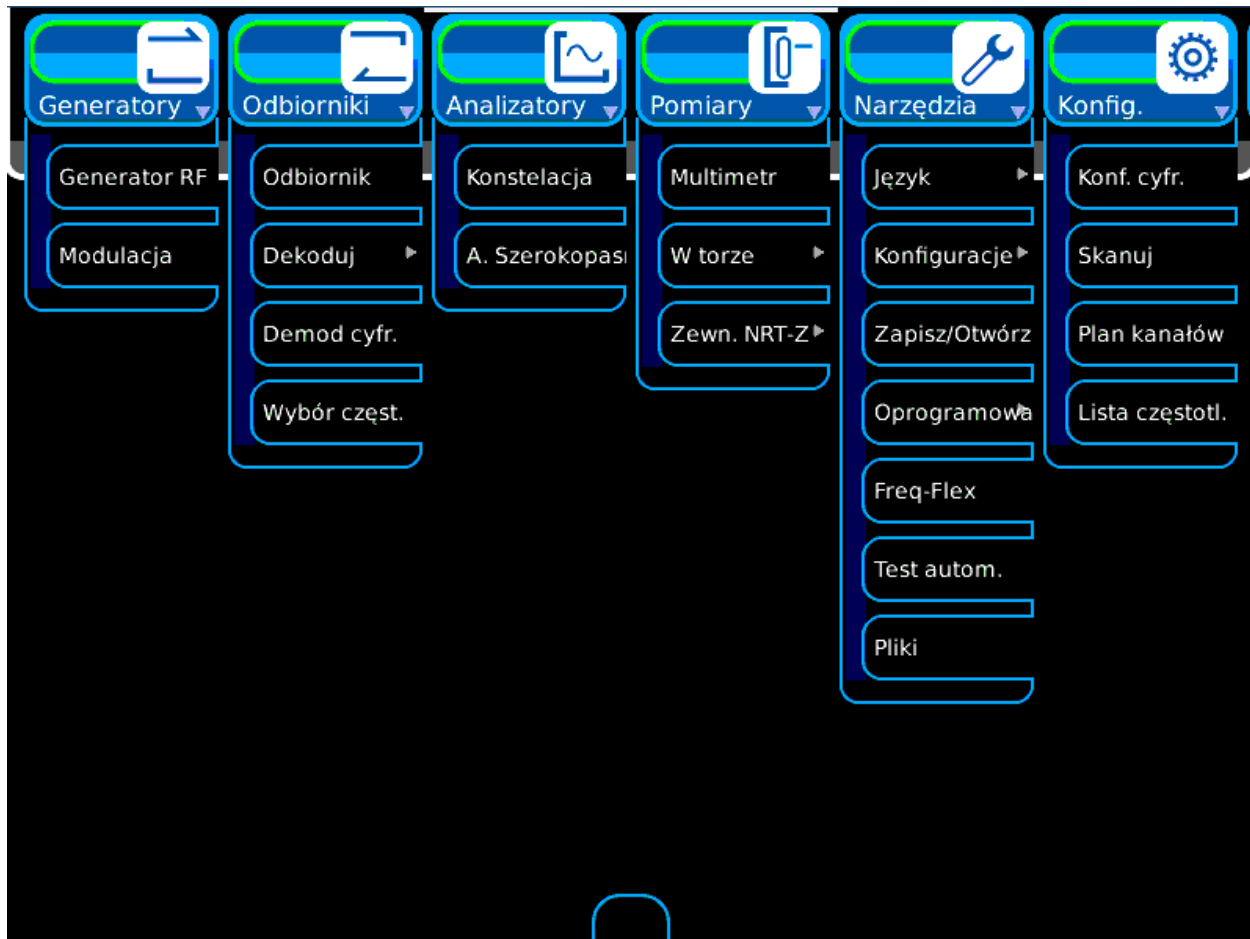 Generatory
Generator RF
Modulacja
Odbiorniki
Odbiornik
Dekoduj
Demod cyfr.
Wybór częst.
Analizatory
Konstelacja
A. Szerokopas
Pomiary
Multimetr
W torze
Zewn. NRT-Z
Narzędzia
Język
Konfiguracje
Zapisz/Otwórz
Oprogramowa
Freq-Flex
Test autom.
Pliki
Konfig.
Konf. cyfr.
Skanuj
Plan kanałów
Lista częstotl.